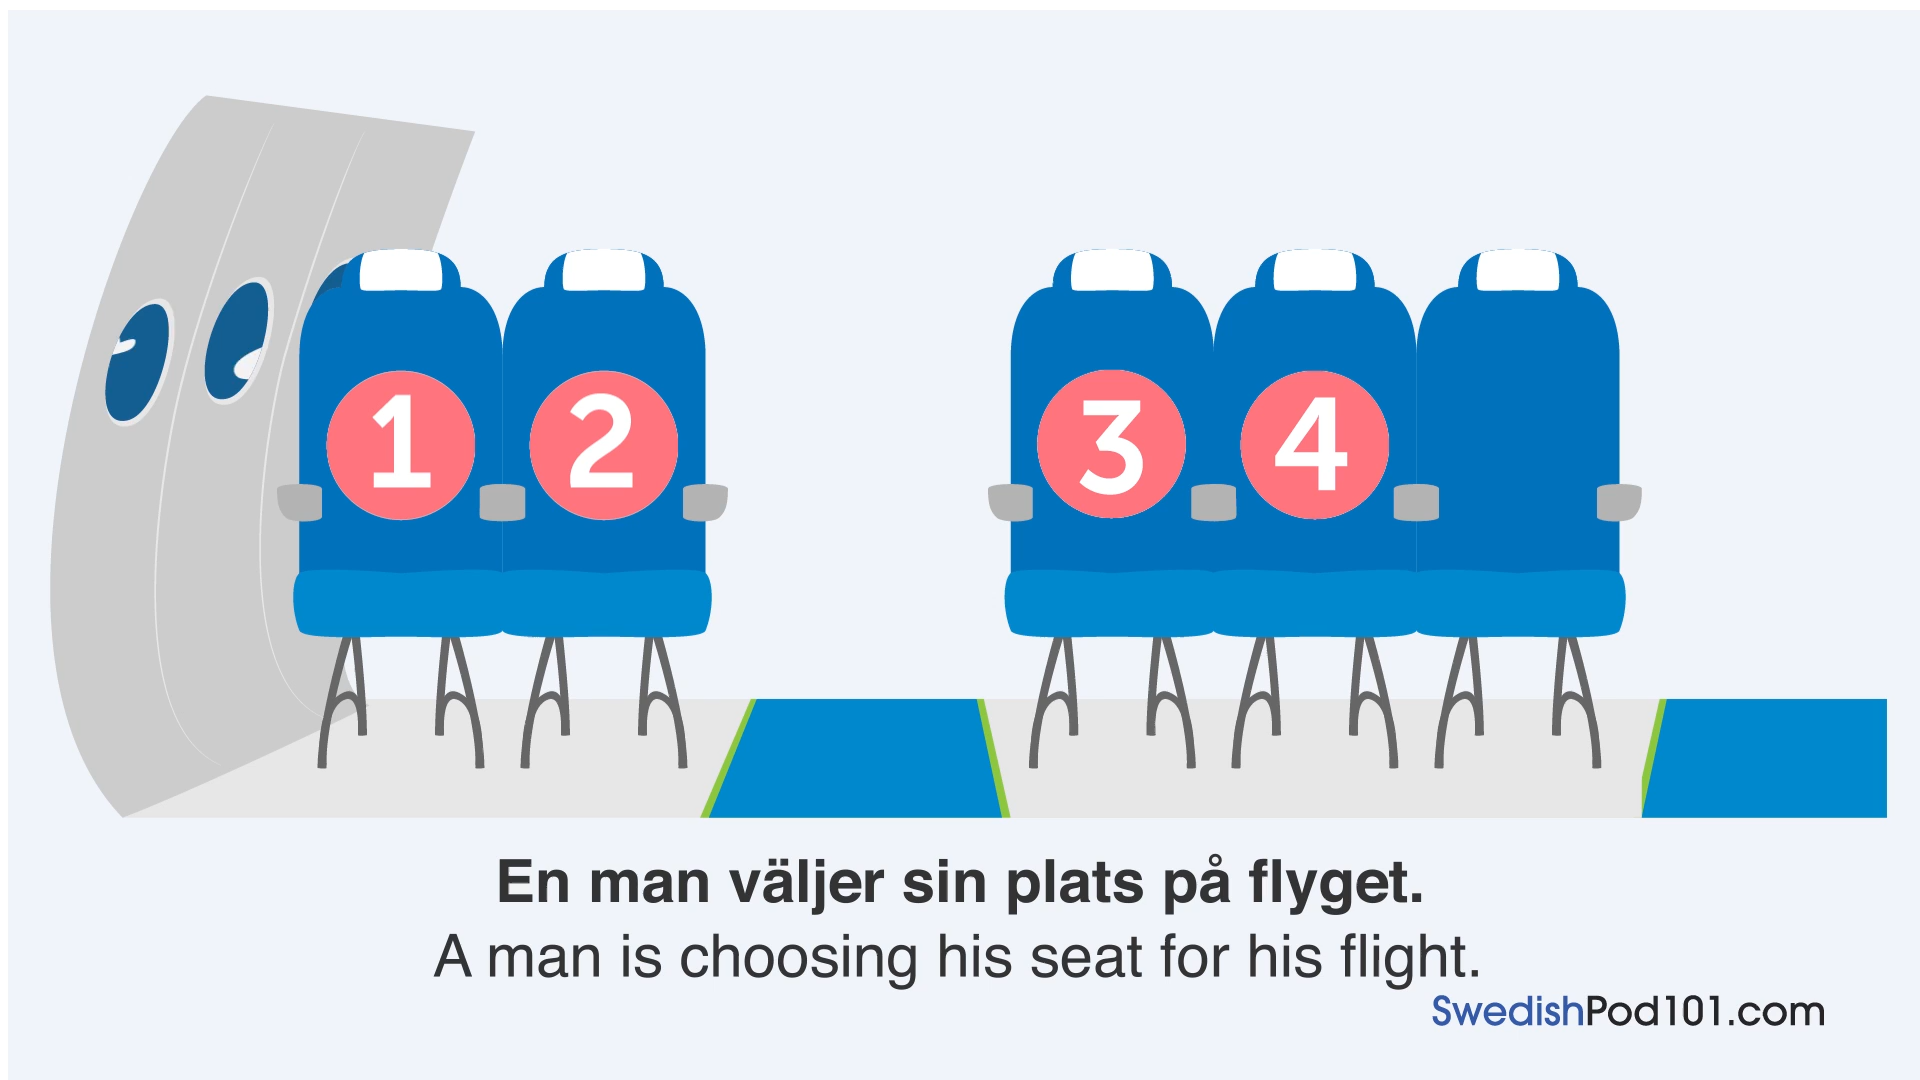 1 2 3 4
En man väljer sin plats på flyget.
A man is choosing his seat for his flight.
SwedishPod101.com